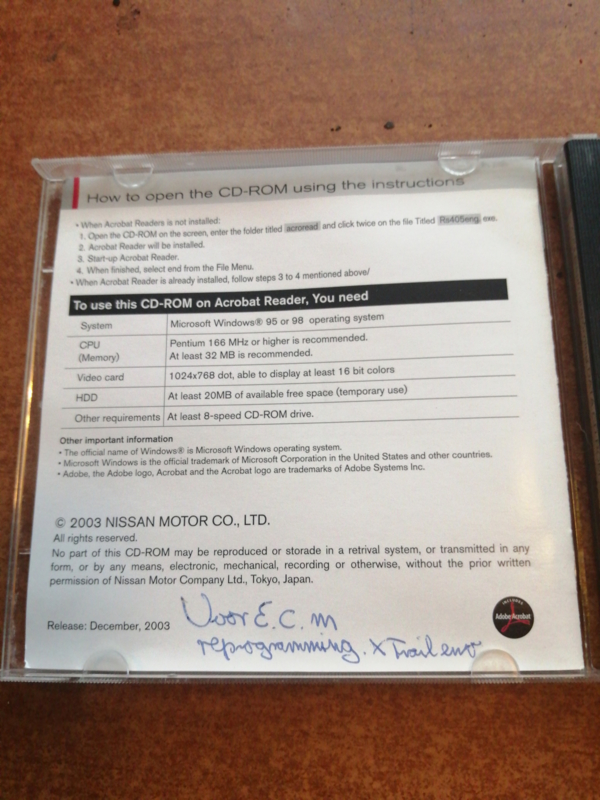 How to open the CD-ROM using the instructions
• When Acrobat Readers is not installed:
1. Open the CD-ROM on the screen, enter the folder titled acroread and click twice on the file Titled Rs405eng.exe.
2. Acrobat Reader will be installed.
3. Start-up Acrobat Reader.
4. When finished, select end from the File Menu.
• When Acrobat Reader is already installed, follow steps 3 to 4 mentioned above/
To use this CD-ROM on Acrobat Reader, You need
System Microsoft Windows® 95 or 98 operating system
CPU Pentium 166 MHz or higher is recommended.
(Memory) At least 32 MB is recommended.
Video card 1024x768 dot, able to display at least 16 bit colors
HDD At least 20MB of available free space (temporary use)
Other requirements At least 8-speed CD-ROM drive.
Other important information
• The official name of Windows® is Microsoft Windows operating system.
• Microsoft Windows is the official trademark of Microsoft Corporation in the United States and other countries.
• Adobe, the Adobe logo, Acrobat and the Acrobat logo are trademarks of Adobe Systems Inc.
© 2003 NISSAN MOTOR CO., LTD.
All rights reserved.
No part of this CD-ROM may be reproduced or storade in a retrival system, or transmitted in any
form, or by any means, electronic, mechanical, recording or otherwise, without the prior written
permission of Nissan Motor Company Ltd., Tokyo, Japan.
Release: December, 2003
Voor E.C.m
reprogramming. X Trail env
INCLUDES
Adobe Acrobat